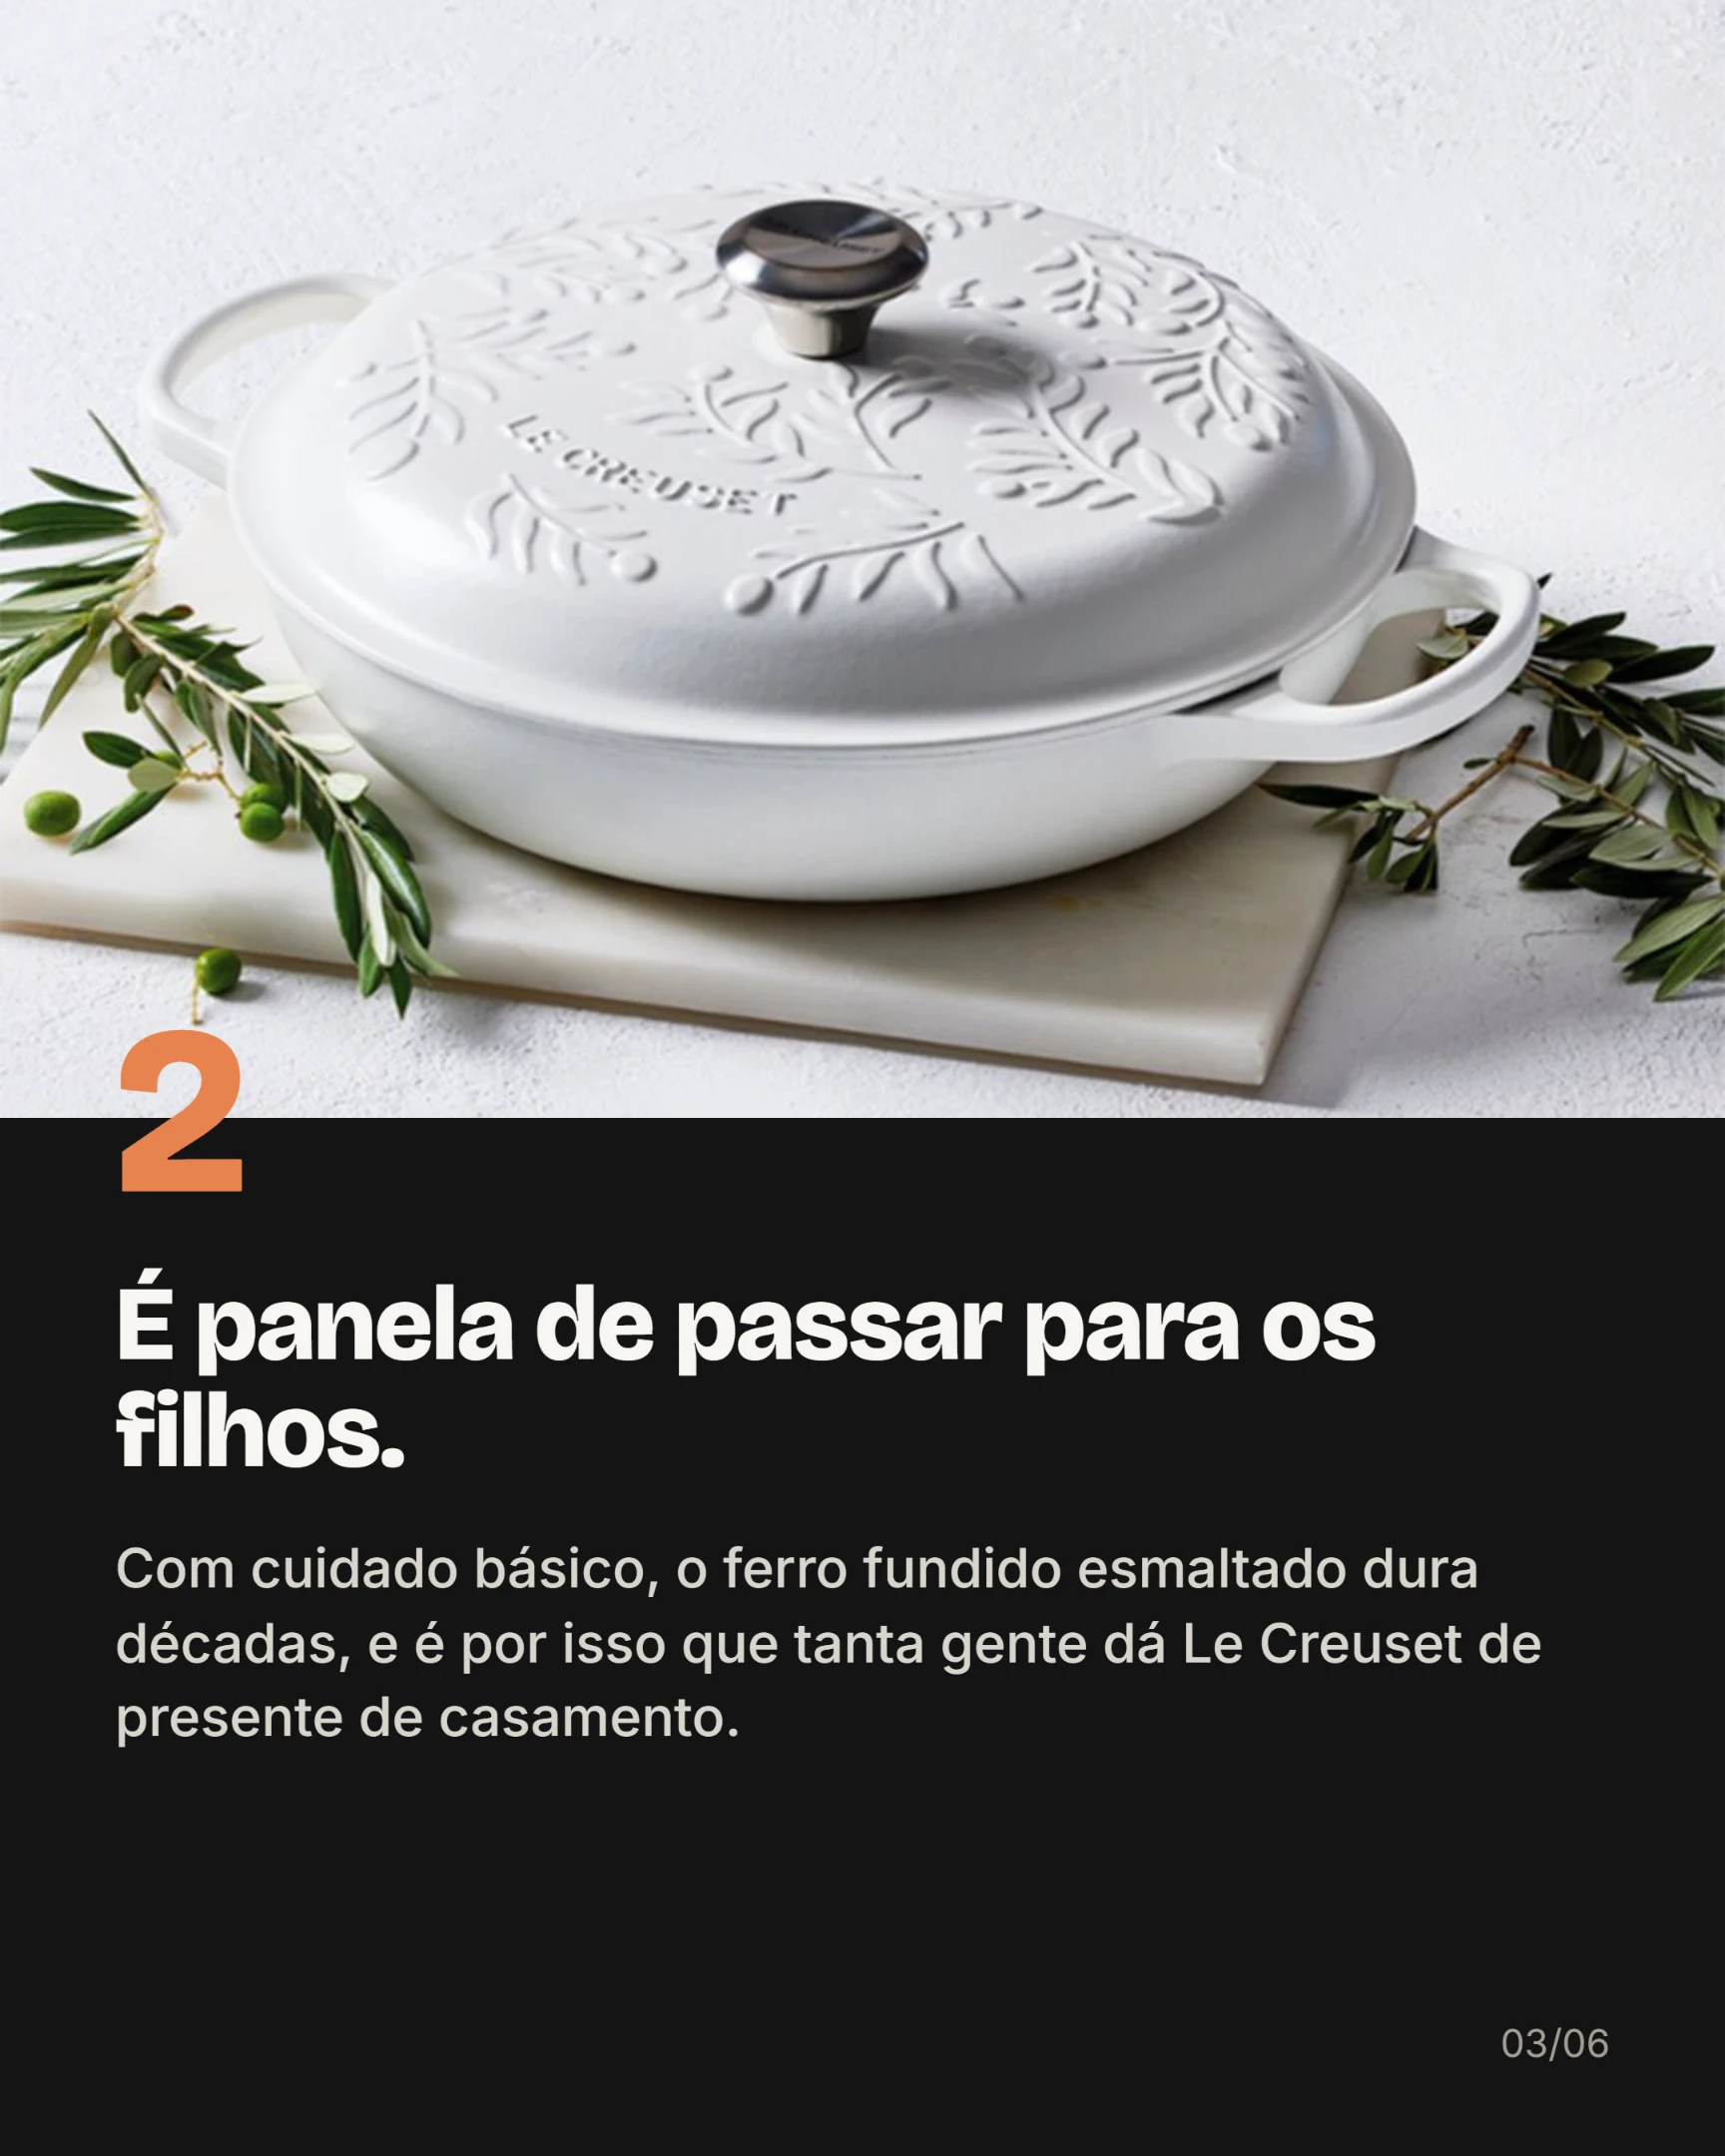 LE CREUSET
2
É panela de passar para os
filhos.
Com cuidado básico, o ferro fundido esmaltado dura
décadas, e é por isso que tanta gente dá Le Creuset de
presente de casamento.
03/06